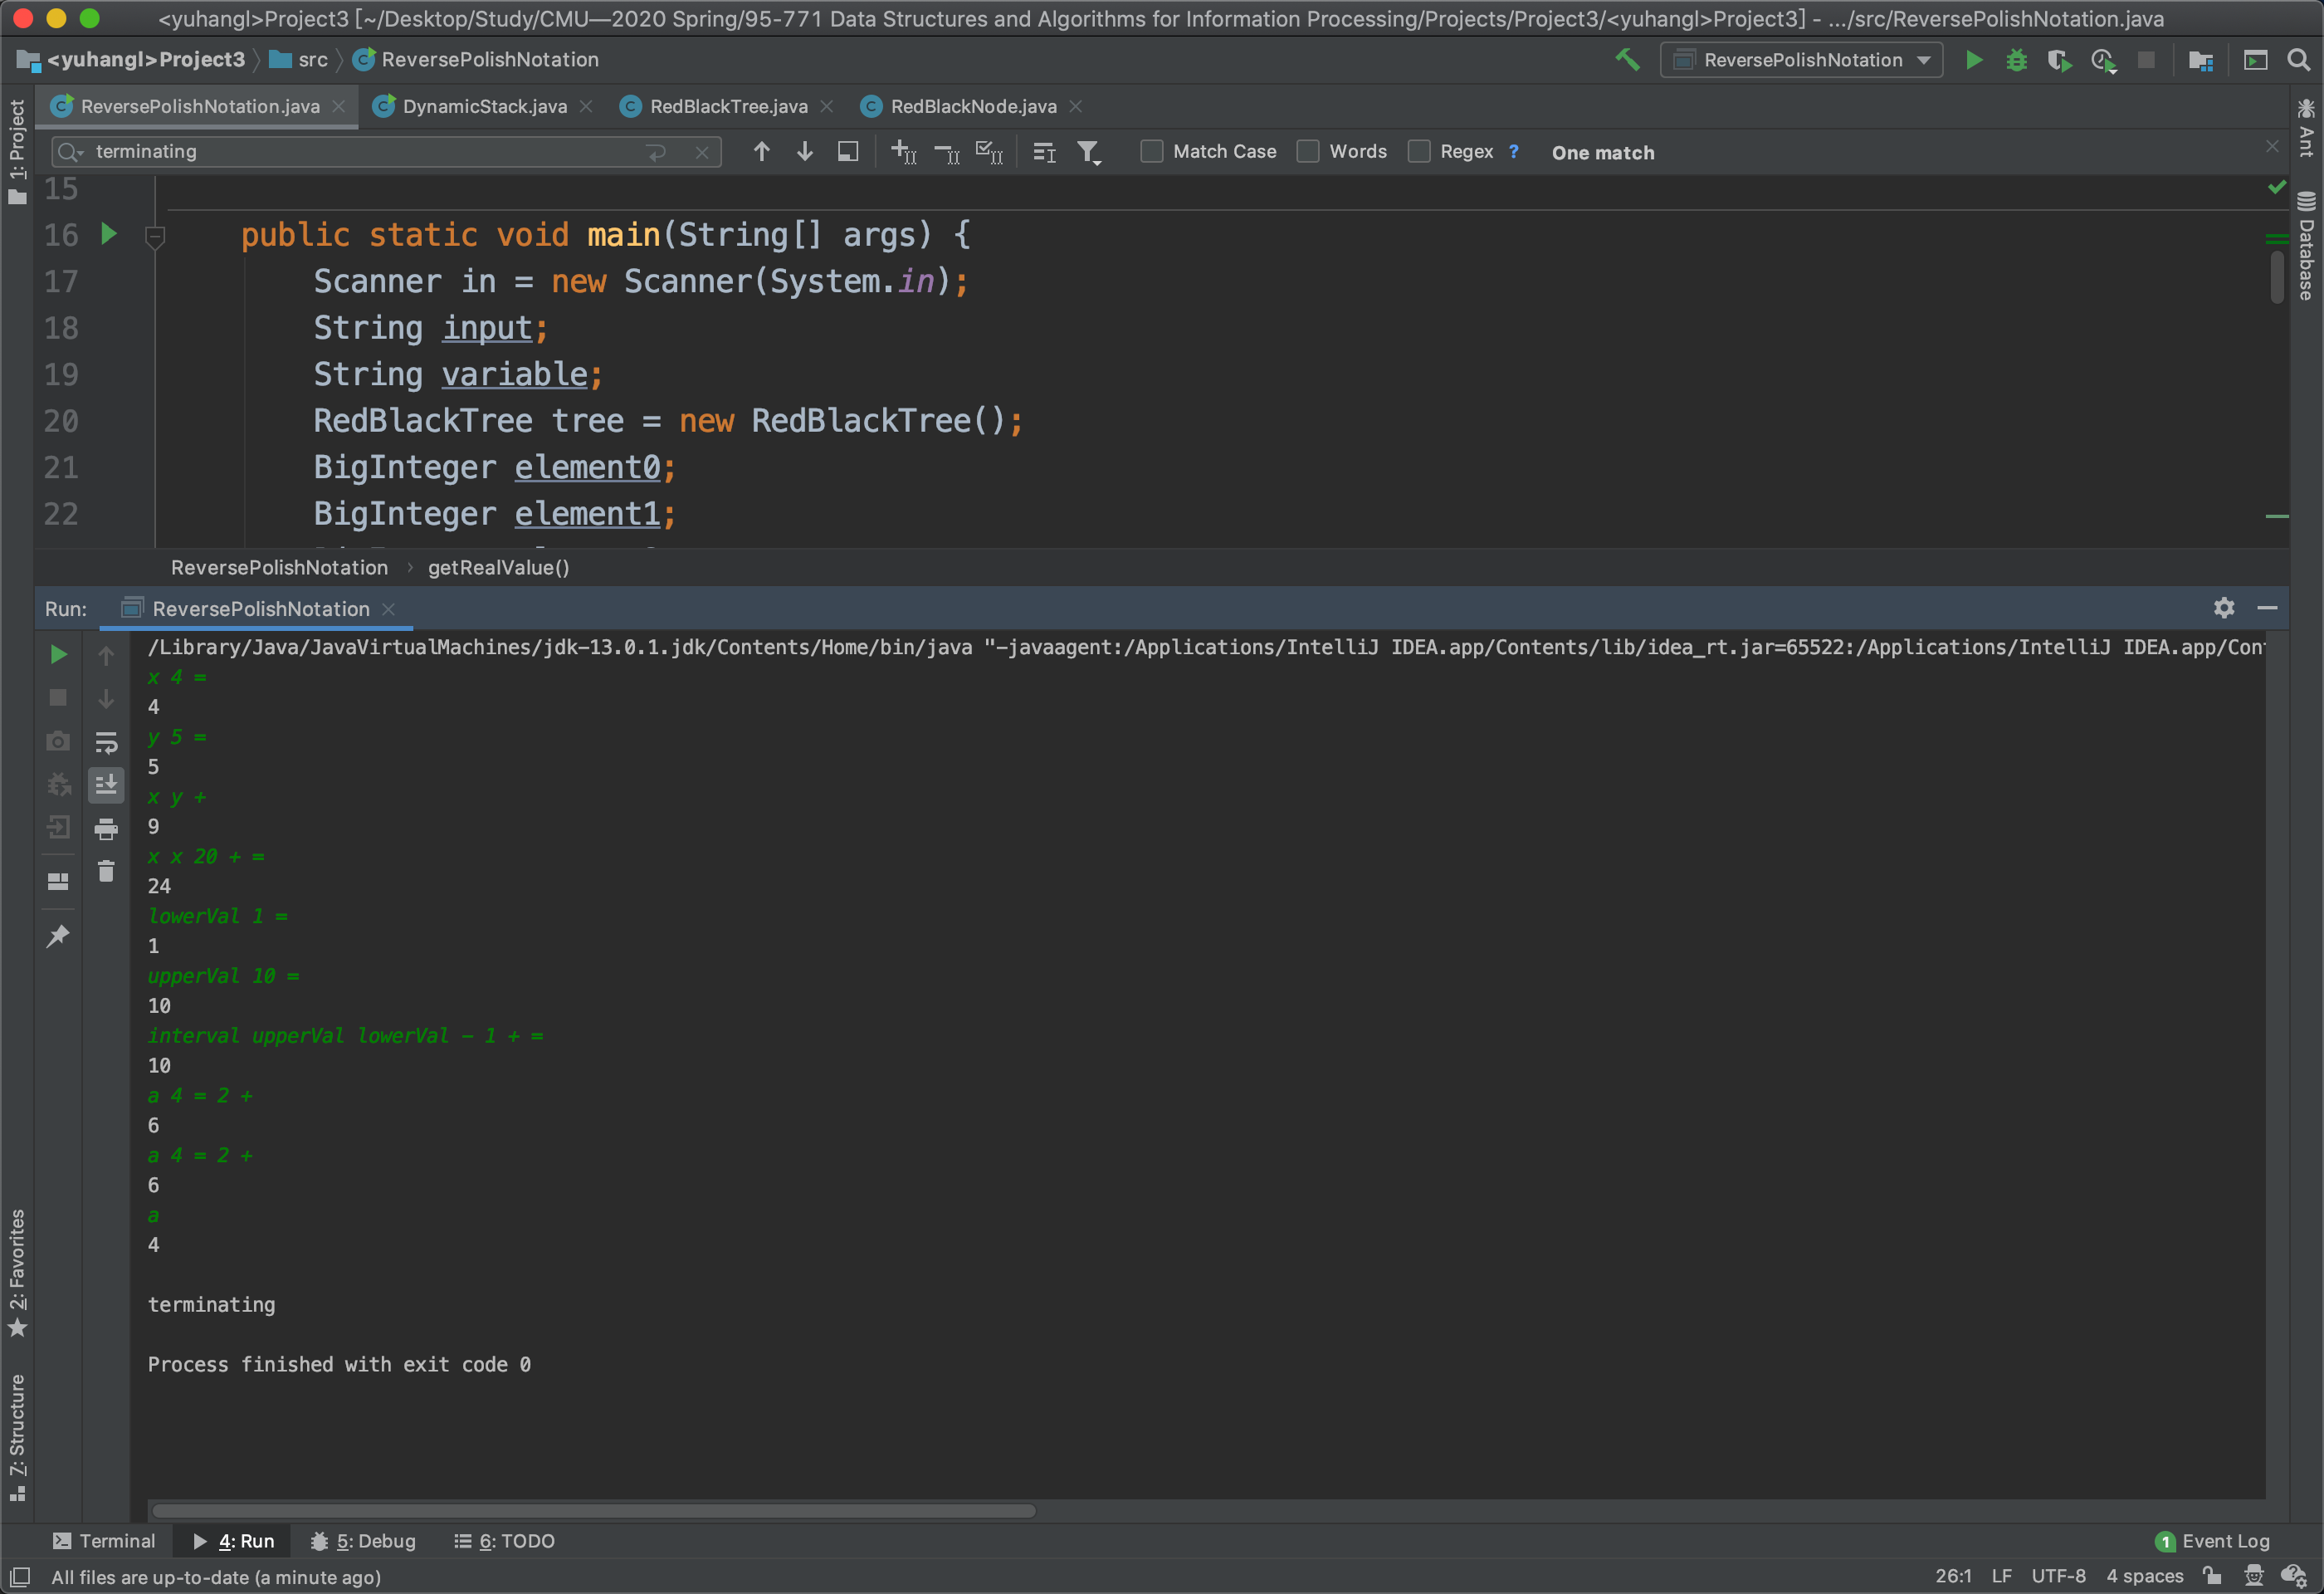 <yuhangl>Project3 [~/Desktop/Study/CMU—2020 Spring/95-771 Data Structures and Algorithms for Information Processing/Projects/Project3/<yuhangl>Project3] - .../src/ReversePolishNotation.java
<yuhangl>Project3 src ReversePolishNotation ReversePolishNotation
ReversePolishNotation.java DynamicStack.java RedBlackTree.java RedBlackNode.java
1: Project
Ant
Database
terminating Match Case Words Regex ? One match
15
16 public static void main(String[] args) {
17 Scanner in = new Scanner(System.in);
18 String input;
19 String variable;
20 RedBlackTree tree = new RedBlackTree();
21 BigInteger element0;
22 BigInteger element1;
ReversePolishNotation › getRealValue()
Run: ReversePolishNotation
/Library/Java/JavaVirtualMachines/jdk-13.0.1.jdk/Contents/Home/bin/java "-javaagent:/Applications/IntelliJ IDEA.app/Contents/lib/idea_rt.jar=65522:/Applications/IntelliJ IDEA.app/Con
x 4 =
4
y 5 =
5
x y +
9
x x 20 + =
24
lowerVal 1 =
1
upperVal 10 =
10
interval upperVal lowerVal - 1 + =
10
a 4 = 2 +
6
a 4 = 2 +
6
a
4
terminating
Process finished with exit code 0
2: Favorites
7: Structure
Terminal 4: Run 5: Debug 6: TODO 1 Event Log
All files are up-to-date (a minute ago) 26:1 LF UTF-8 4 spaces